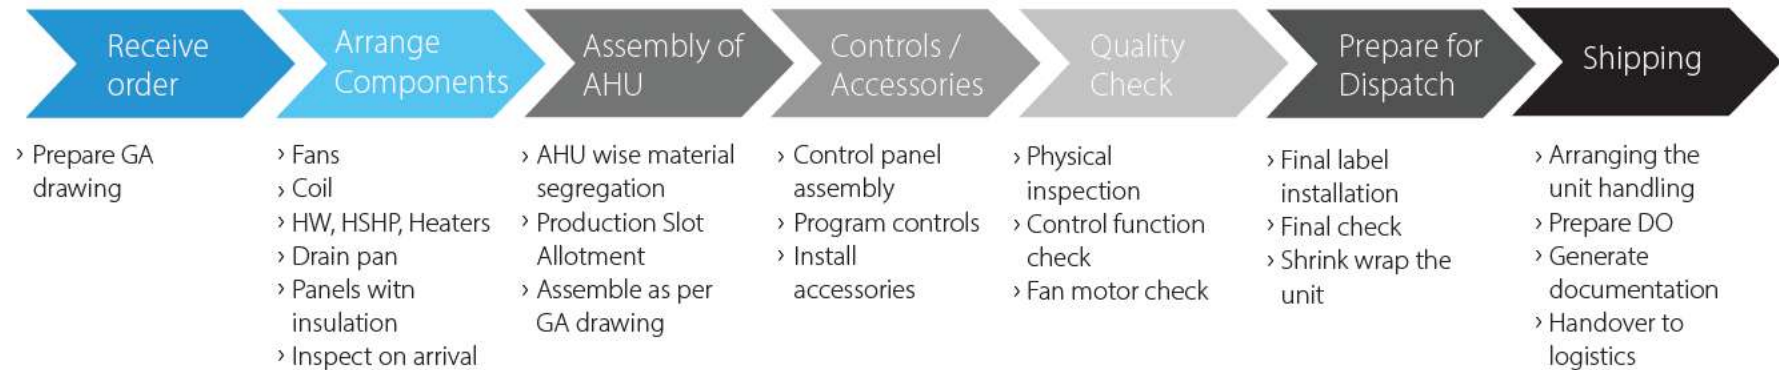 Receive
order
Arrange
Components
Assembly of
AHU
Controls /
Accessories
Quality
Check
Prepare for
Dispatch
Shipping
› Prepare GA
drawing
› Fans
› Coil
› HW, HSHP, Heaters
› Drain pan
› Panels witn
insulation
› Inspect on arrival
› AHU wise material
segregation
› Production Slot
Allotment
› Assemble as per
GA drawing
› Control panel
assembly
› Program controls
› Install
accessories
› Physical
inspection
› Control function
check
› Fan motor check
› Final label
installation
› Final check
› Shrink wrap the
unit
› Arranging the
unit handling
› Prepare DO
› Generate
documentation
› Handover to
logistics